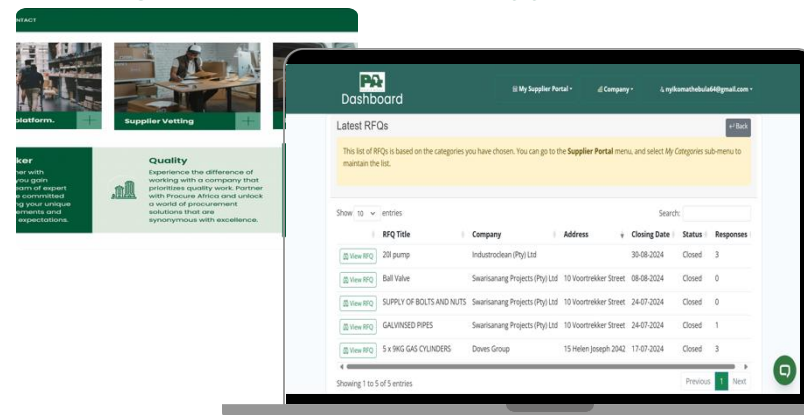 NTACT
platform.
Supplier Vetting
ker
ner with
you gain
eam of expert
e committed
ng your unique
ements and
expectations.
Quality
Experience the difference of
working with a company that
prioritizes quality work. Partner
with Procure Africa and unlock
a world of procurement
solutions that are
synonymous with excellence.
Dashboard
My Supplier Portal
Company
nyikomathebula64@gmail.com
Latest RFQs
Back
This list of RFQs is based on the categories you have chosen. You can go to the Supplier Portal menu, and select My Categories sub-menu to
maintain the list.
Show 10 entries
Search:
RFQ Title Company Address Closing Date Status Responses
View RFQ 20l pump Industroclean (Pty) Ltd 30-08-2024 Closed 3
View RFQ Ball Valve Swarisanang Projects (Pty) Ltd 10 Voortrekker Street 08-08-2024 Closed 0
View RFQ SUPPLY OF BOLTS AND NUTS Swarisanang Projects (Pty) Ltd 10 Voortrekker Street 24-07-2024 Closed 0
View RFQ GALVINSED PIPES Swarisanang Projects (Pty) Ltd 10 Voortrekker Street 24-07-2024 Closed 1
View RFQ 5 x 9KG GAS CYLINDERS Doves Group 15 Helen Joseph 2042 17-07-2024 Closed 3
Showing 1 to 5 of 5 entries
Previous 1 Next